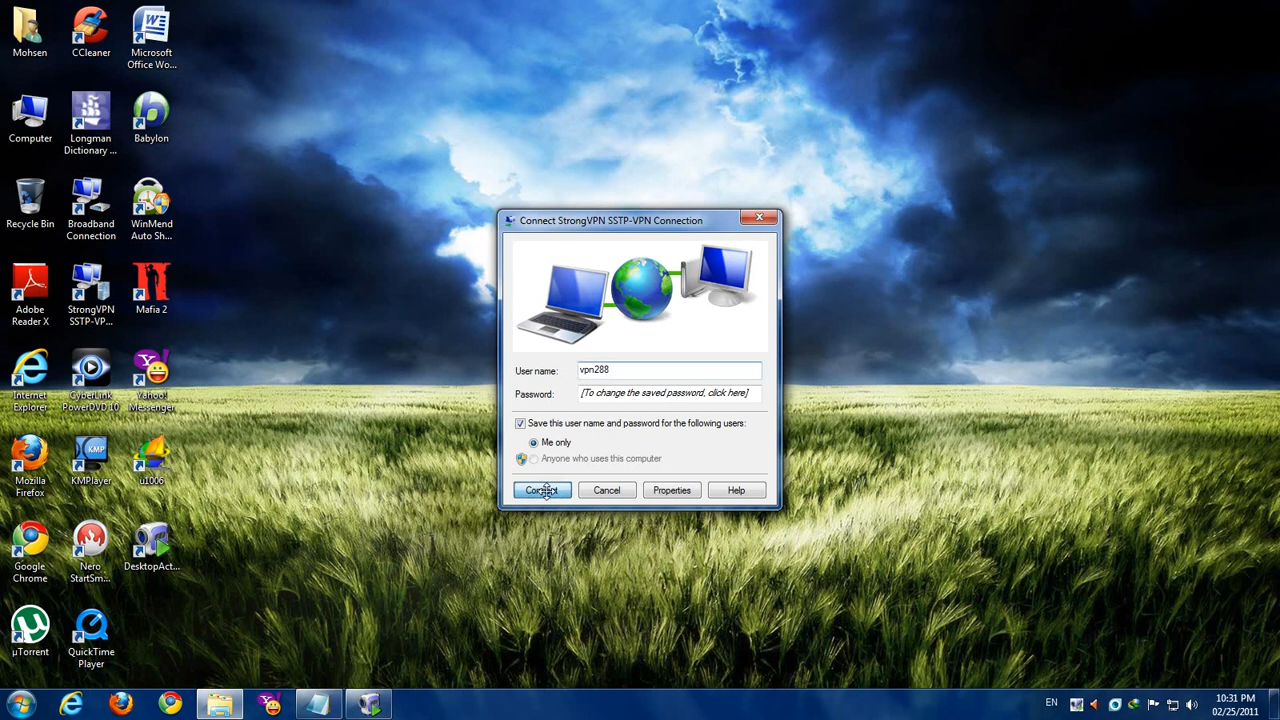 Mohsen
CCleaner
Microsoft
Office Wo...
Computer
Longman
Dictionary ...
Babylon
Recycle Bin
Broadband
Connection
WinMend
Auto Sh...
Adobe
Reader X
StrongVPN
SSTP-VP...
Mafia 2
Internet
Explorer
CyberLink
PowerDVD 10
Yahoo!
Messenger
Mozilla
Firefox
KMP
KMPlayer
u1006
Google
Chrome
Nero
StartSm...
DesktopAct...
µTorrent
QuickTime
Player
Connect StrongVPN SSTP-VPN Connection
User name:
vpn288
Password:
[To change the saved password, click here]
Save this user name and password for the following users:
Me only
Anyone who uses this computer
Connect
Cancel
Properties
Help
EN
10:31 PM
02/25/2011